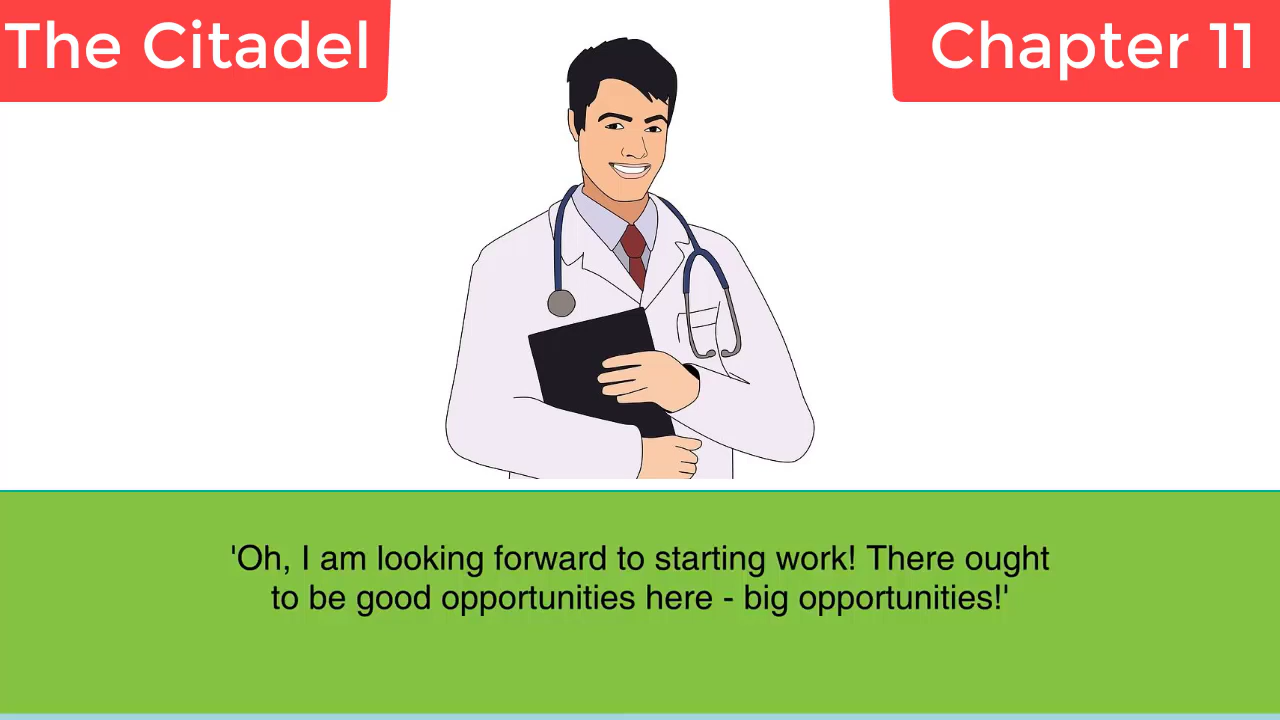 The Citadel
Chapter 11
'Oh, I am looking forward to starting work! There ought
to be good opportunities here - big opportunities!'